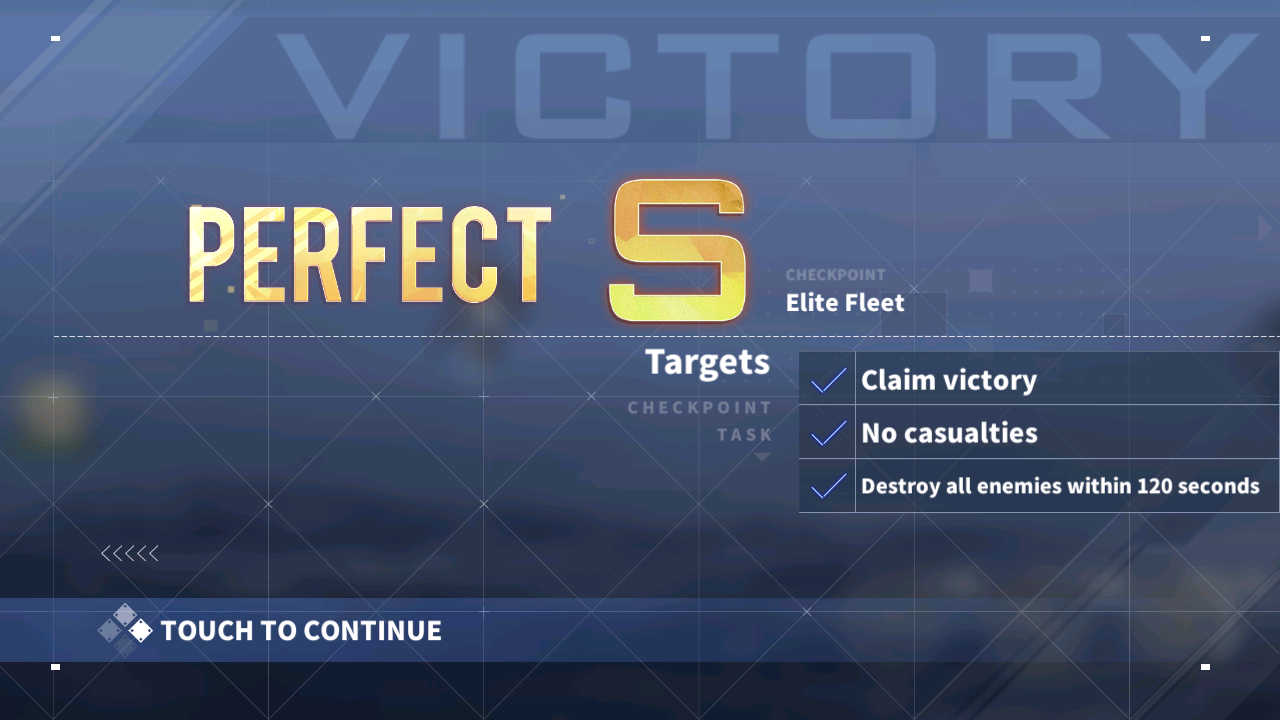 VICTORY
PERFECT S
CHECKPOINT
Elite Fleet
Targets
CHECKPOINT
TASK
Claim victory
No casualties
Destroy all enemies within 120 seconds
TOUCH TO CONTINUE